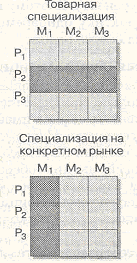 Товарная
специализация
M1 M2 M3
P1
P2
P3
Специализация на
конкретном рынке
M1 M2 M3
P1
P2
P3